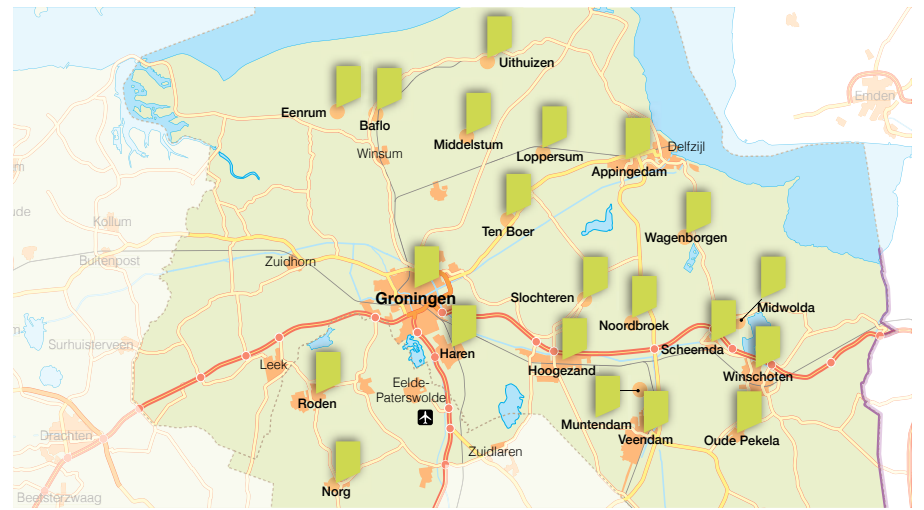 Uithuizen
Emden
Eenrum
Baflo
Middelstum
Winsum
Loppersum
Delfzijl
Appingedam
Kollum
Ten Boer
Wagenborgen
Buitenpost
Zuidhorn
Groningen
Slochteren
Midwolda
Noordbroek
Surhuisterveen
Haren
Scheemda
Leek
Hoogezand
Winschoten
Eelde-
Paterswolde
Roden
Muntendam
Veendam
Oude Pekela
Drachten
Zuidlaren
Norg
Beetsterzwaag